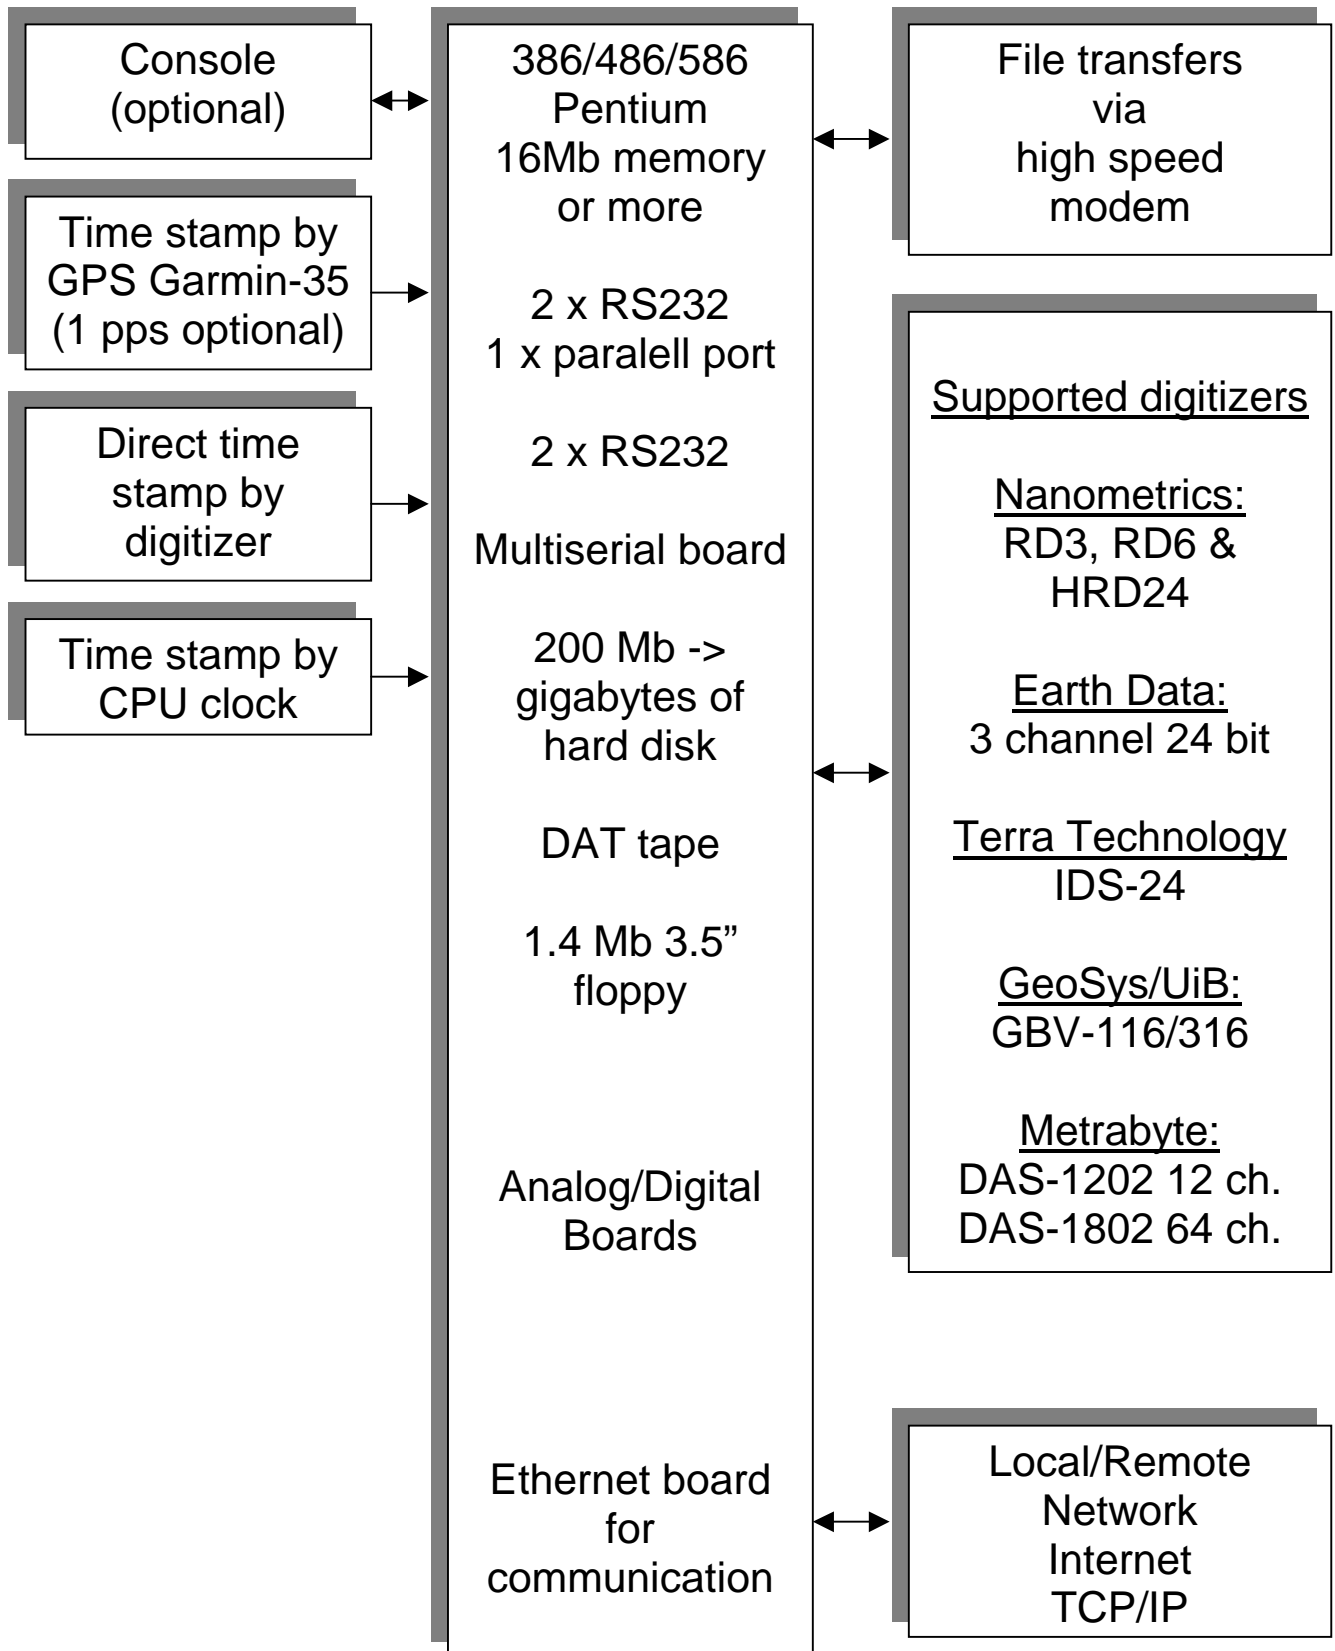 Console
(optional)
Time stamp by
GPS Garmin-35
(1 pps optional)
Direct time
stamp by
digitizer
Time stamp by
CPU clock
386/486/586
Pentium
16Mb memory
or more
2 x RS232
1 x paralell port
2 x RS232
Multiserial board
200 Mb ->
gigabytes of
hard disk
DAT tape
1.4 Mb 3.5”
floppy
Analog/Digital
Boards
Ethernet board
for
communication
File transfers
via
high speed
modem
Supported digitizers
Nanometrics:
RD3, RD6 &
HRD24
Earth Data:
3 channel 24 bit
Terra Technology
IDS-24
GeoSys/UiB:
GBV-116/316
Metrabyte:
DAS-1202 12 ch.
DAS-1802 64 ch.
Local/Remote
Network
Internet
TCP/IP